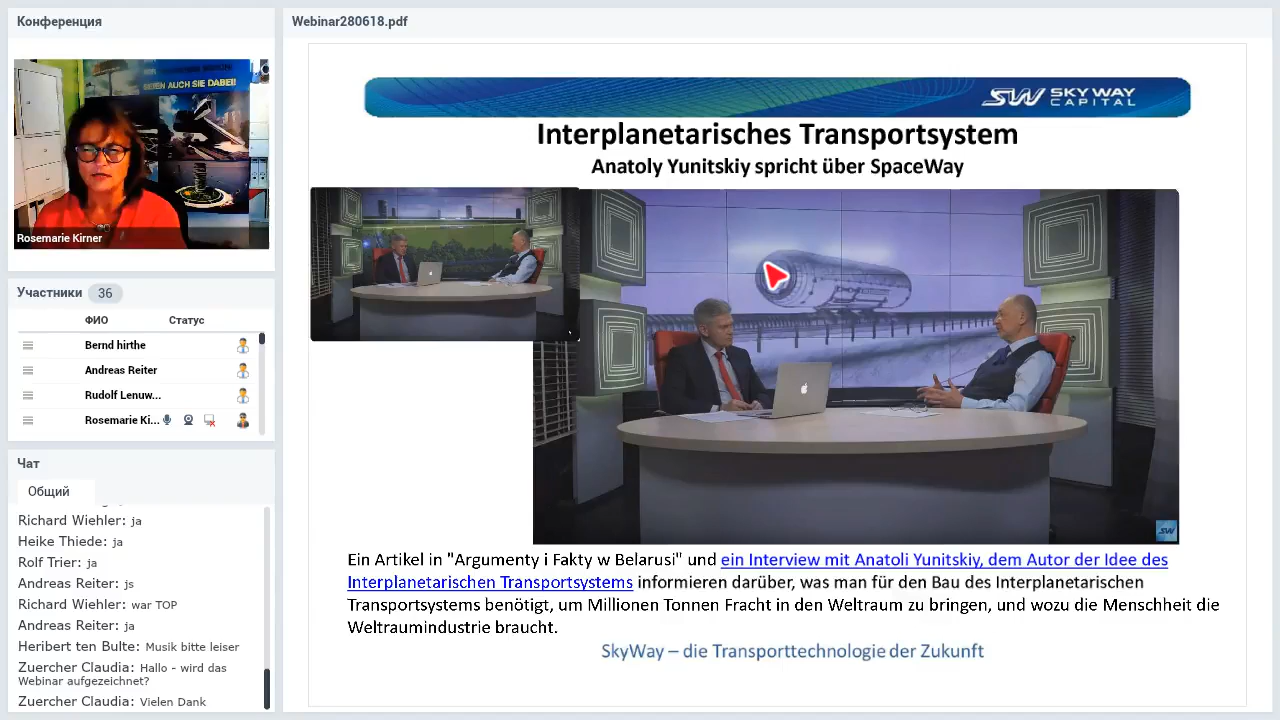 Конференция
SEIEN AUCH SIE DABEI!
Rosemarie Kirner
Участники 36
ФИО Статус
Bernd hirthe
Andreas Reiter
Rudolf Lenuw...
Rosemarie Ki...
Чат
Общий
Richard Wiehler: ja
Heike Thiede: ja
Rolf Trier: ja
Andreas Reiter: js
Richard Wiehler: war TOP
Andreas Reiter: ja
Heribert ten Bulte: Musik bitte leiser
Zuercher Claudia: Hallo - wird das
Webinar aufgezeichnet?
Zuercher Claudia: Vielen Dank
Webinar280618.pdf
SW SKY WAY
CAPITAL
Interplanetarisches Transportsystem
Anatoly Yunitskiy spricht über SpaceWay
SW
Ein Artikel in "Argumenty i Fakty w Belarusi" und ein Interview mit Anatoli Yunitskiy, dem Autor der Idee des
Interplanetarischen Transportsystems informieren darüber, was man für den Bau des Interplanetarischen
Transportsystems benötigt, um Millionen Tonnen Fracht in den Weltraum zu bringen, und wozu die Menschheit die
Weltraumindustrie braucht.
SkyWay – die Transporttechnologie der Zukunft